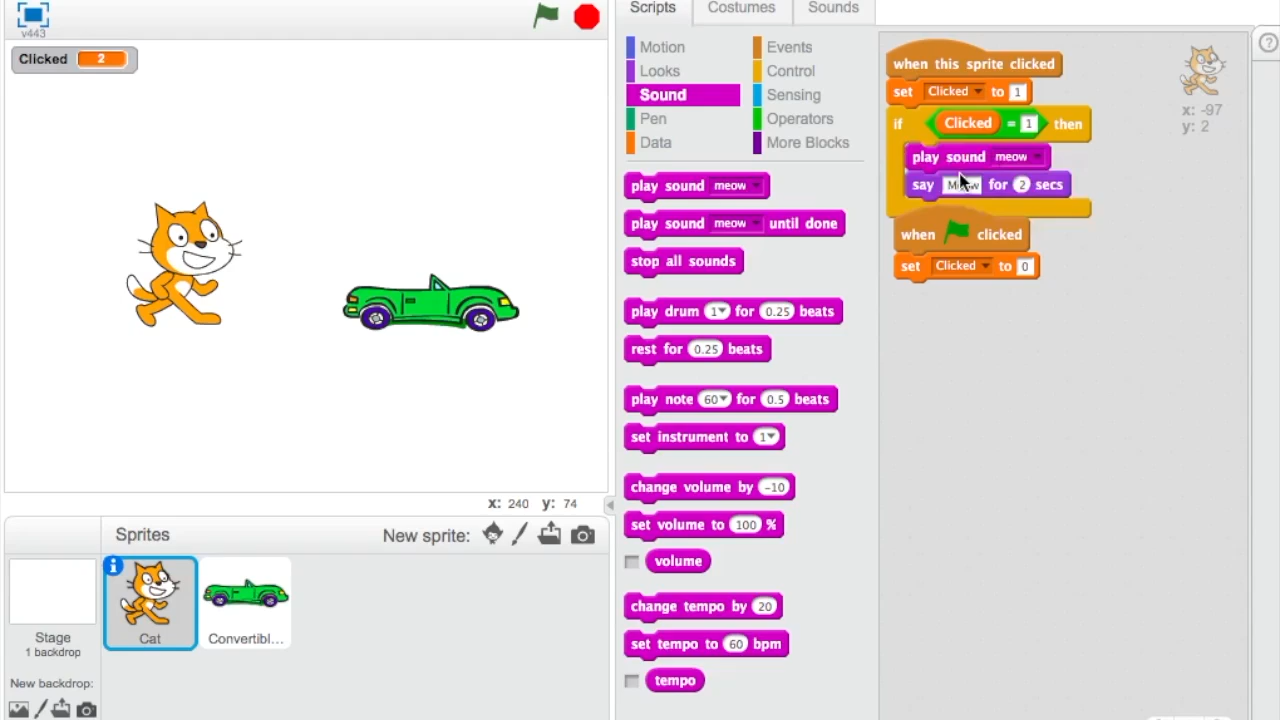 v443
Clicked 2
Scripts Costumes Sounds
Motion Events
Looks Control
Sound Sensing
Pen Operators
Data More Blocks
play sound meow
play sound meow until done
stop all sounds
play drum 1 for 0.25 beats
rest for 0.25 beats
play note 60 for 0.5 beats
set instrument to 1
change volume by -10
set volume to 100 %
volume
change tempo by 20
set tempo to 60 bpm
tempo
when this sprite clicked
set Clicked to 1
if Clicked = 1 then
play sound meow
say for 2 secs
when clicked
set Clicked to 0
x: -97
y: 2
?
x: 240 y: 74
Sprites New sprite:
Stage
1 backdrop
New backdrop:
i
Cat
Convertibl...